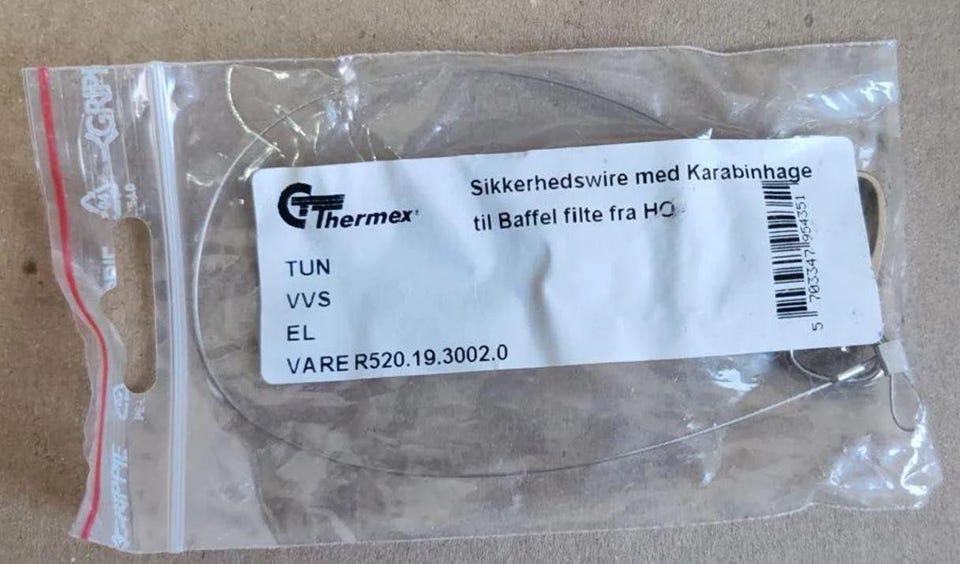 Thermex
Sikkerhedswire med Karabinhage
til Baffel filte fra HO
TUN
VVS
EL
VARE R520.19.3002.0
5 703347 954351
GRIPPIE